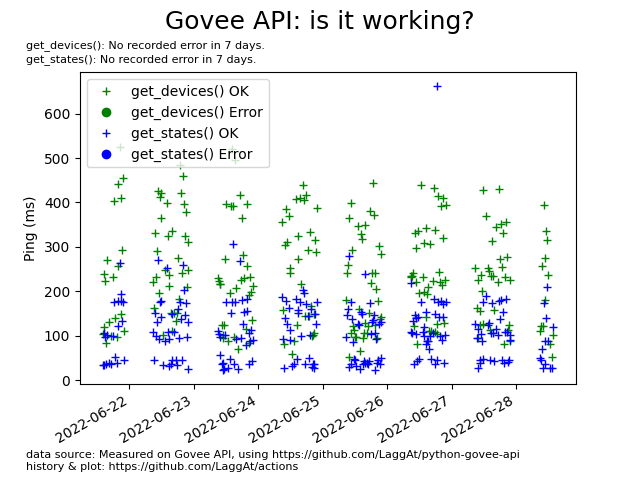 Govee API: is it working?
get_devices(): No recorded error in 7 days.
get_states(): No recorded error in 7 days.
get_devices() OK
get_devices() Error
get_states() OK
get_states() Error
Ping (ms)
600
500
400
300
200
100
0
2022-06-22
2022-06-23
2022-06-24
2022-06-25
2022-06-26
2022-06-27
2022-06-28
data source: Measured on Govee API, using https://github.com/LaggAt/python-govee-api
history & plot: https://github.com/LaggAt/actions